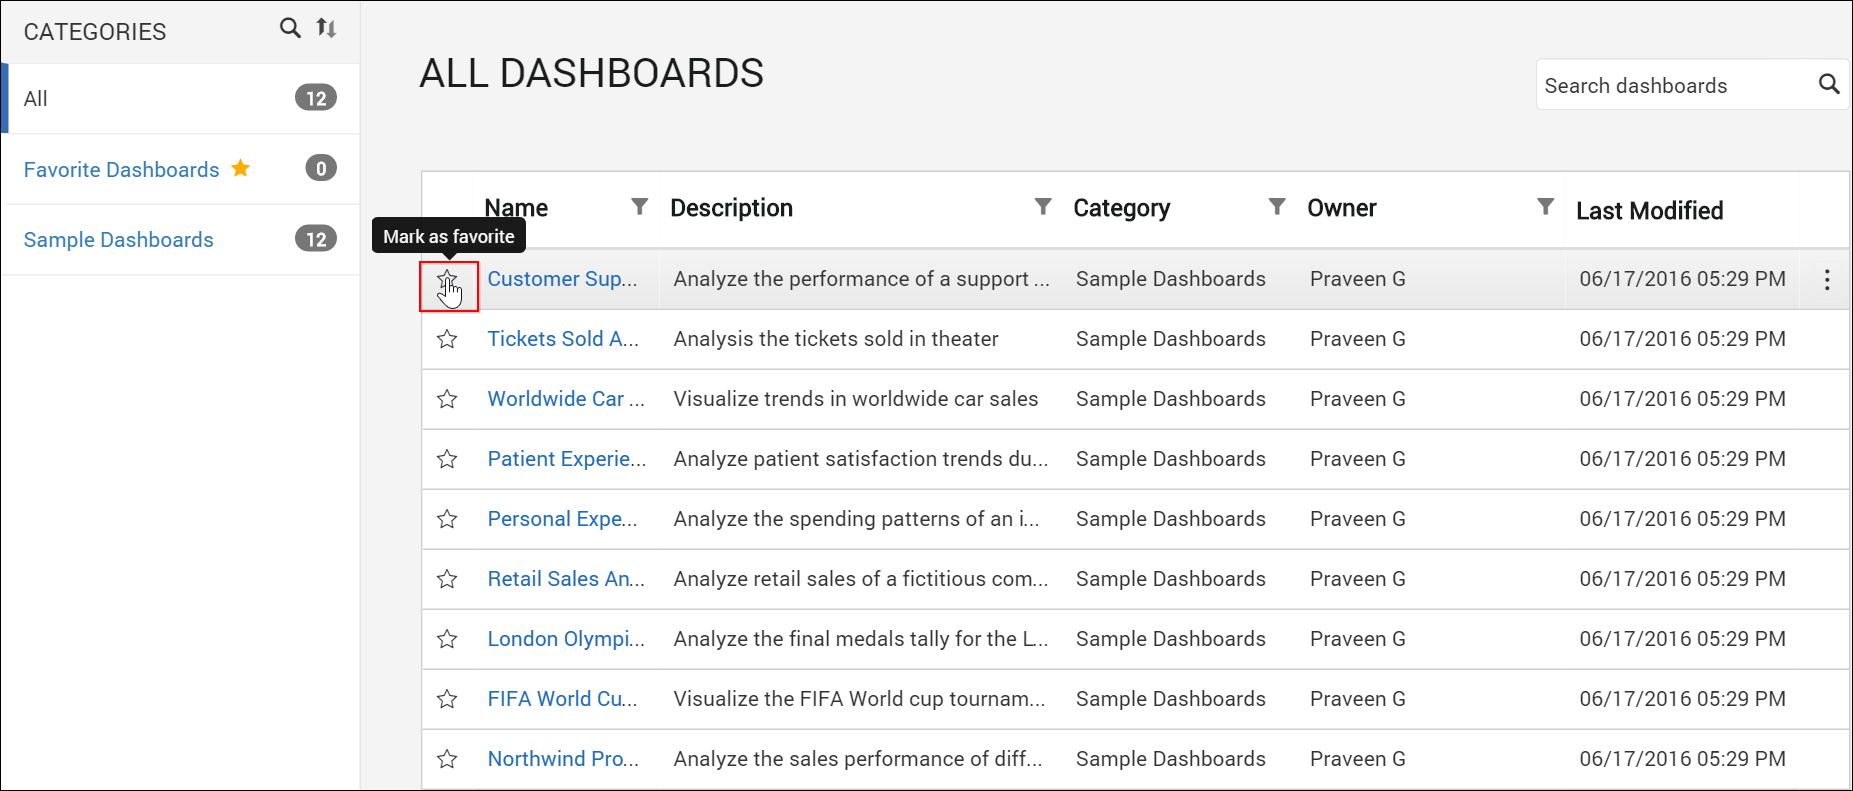 CATEGORIES
All 12
Favorite Dashboards 0
Sample Dashboards 12
ALL DASHBOARDS
Search dashboards
Name Description Category Owner Last Modified
Mark as favorite
Customer Sup... Analyze the performance of a support ... Sample Dashboards Praveen G 06/17/2016 05:29 PM
Tickets Sold A... Analysis the tickets sold in theater Sample Dashboards Praveen G 06/17/2016 05:29 PM
Worldwide Car ... Visualize trends in worldwide car sales Sample Dashboards Praveen G 06/17/2016 05:29 PM
Patient Experie... Analyze patient satisfaction trends du... Sample Dashboards Praveen G 06/17/2016 05:29 PM
Personal Expe... Analyze the spending patterns of an i... Sample Dashboards Praveen G 06/17/2016 05:29 PM
Retail Sales An... Analyze retail sales of a fictitious com... Sample Dashboards Praveen G 06/17/2016 05:29 PM
London Olympi... Analyze the final medals tally for the L... Sample Dashboards Praveen G 06/17/2016 05:29 PM
FIFA World Cu... Visualize the FIFA World cup tournam... Sample Dashboards Praveen G 06/17/2016 05:29 PM
Northwind Pro... Analyze the sales performance of diff... Sample Dashboards Praveen G 06/17/2016 05:29 PM